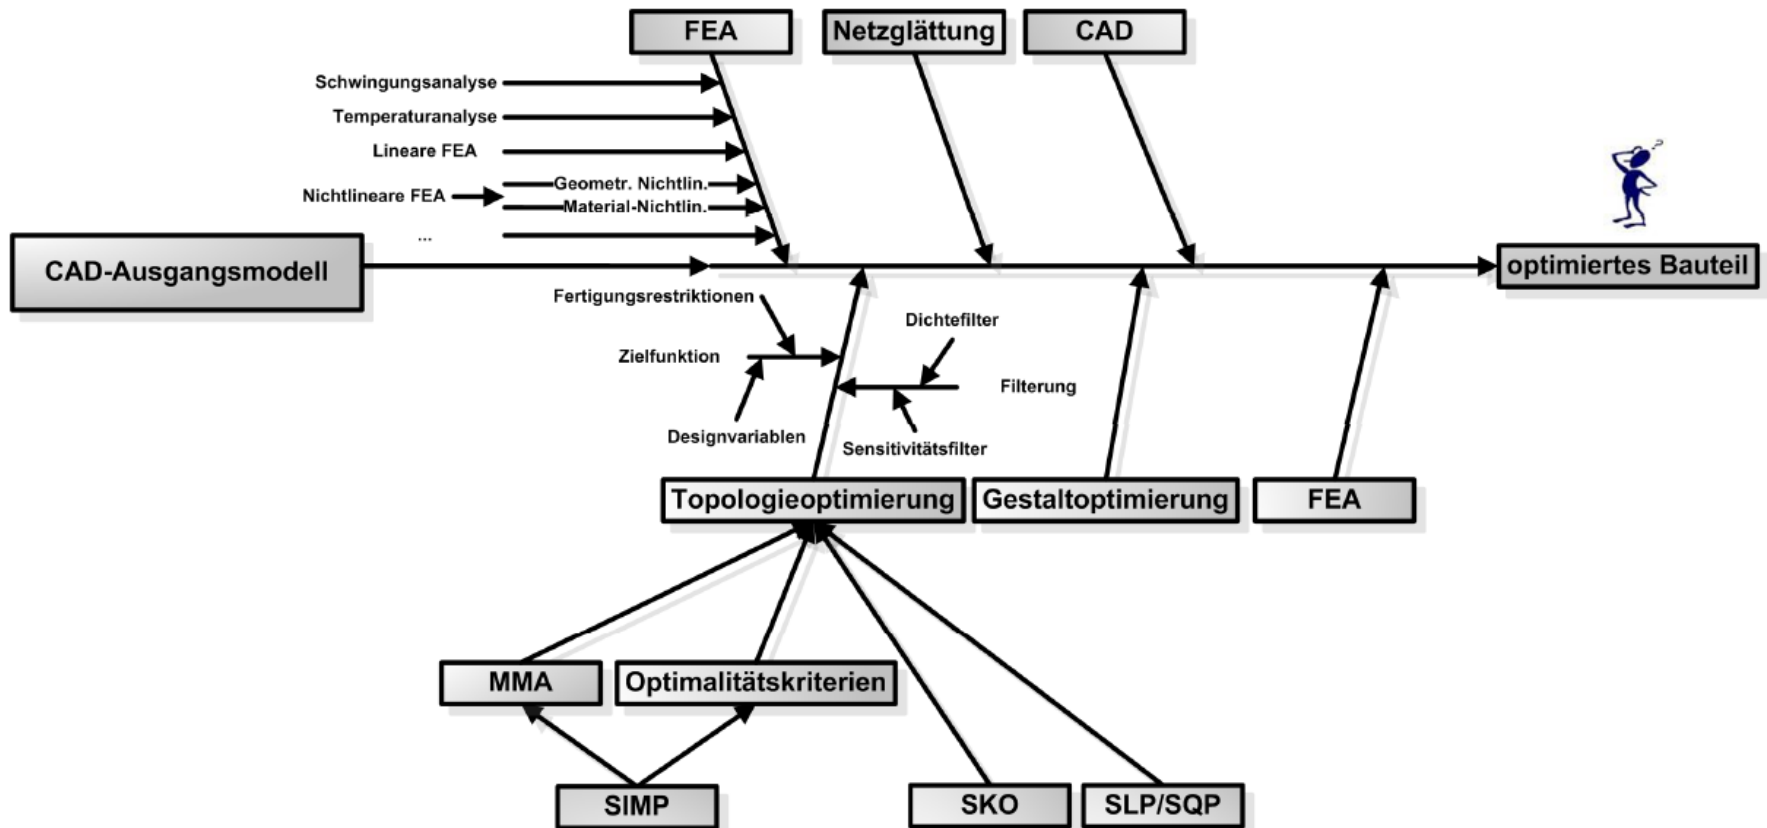 FEA
Netzglättung
CAD
Schwingungsanalyse
Temperaturanalyse
Lineare FEA
Nichtlineare FEA
Geometr. Nichtlin.
Material-Nichtlin.
...
CAD-Ausgangsmodell
optimiertes Bauteil
Fertigungsrestriktionen
Zielfunktion
Designvariablen
Dichtefilter
Filterung
Sensitivitätsfilter
Topologieoptimierung
Gestaltoptimierung
FEA
MMA
Optimalitätskriterien
SIMP
SKO
SLP/SQP